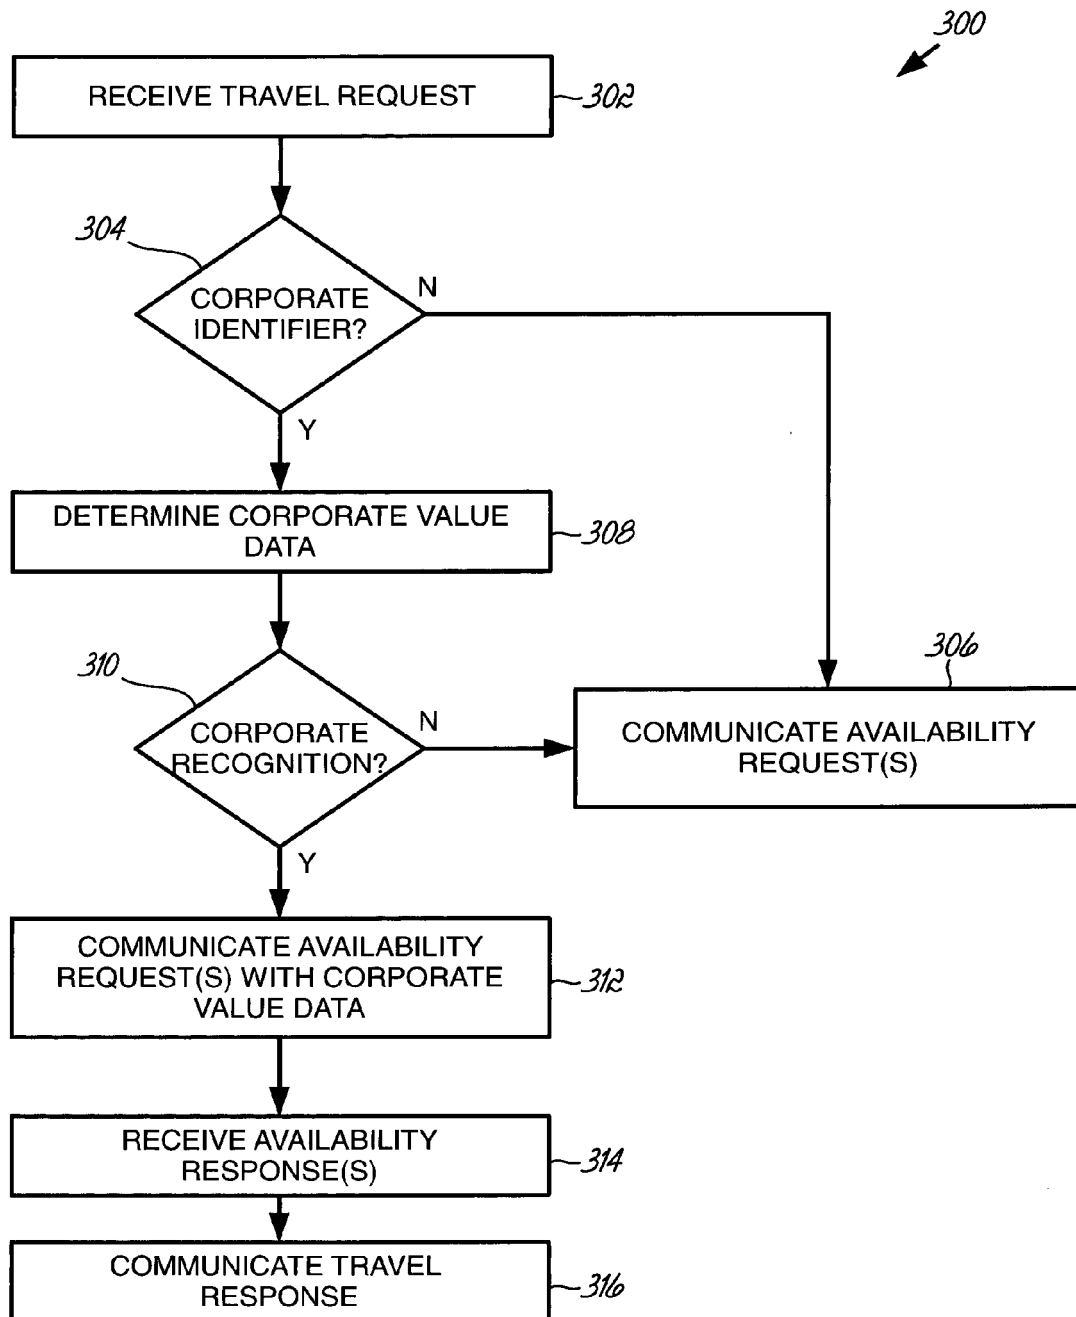 300
RECEIVE TRAVEL REQUEST
302
304
CORPORATE
IDENTIFIER?
N
Y
DETERMINE CORPORATE VALUE
DATA
308
310
CORPORATE
RECOGNITION?
N
306
COMMUNICATE AVAILABILITY
REQUEST(S)
Y
COMMUNICATE AVAILABILITY
REQUEST(S) WITH CORPORATE
VALUE DATA
312
RECEIVE AVAILABILITY
RESPONSE(S)
314
COMMUNICATE TRAVEL
RESPONSE
316